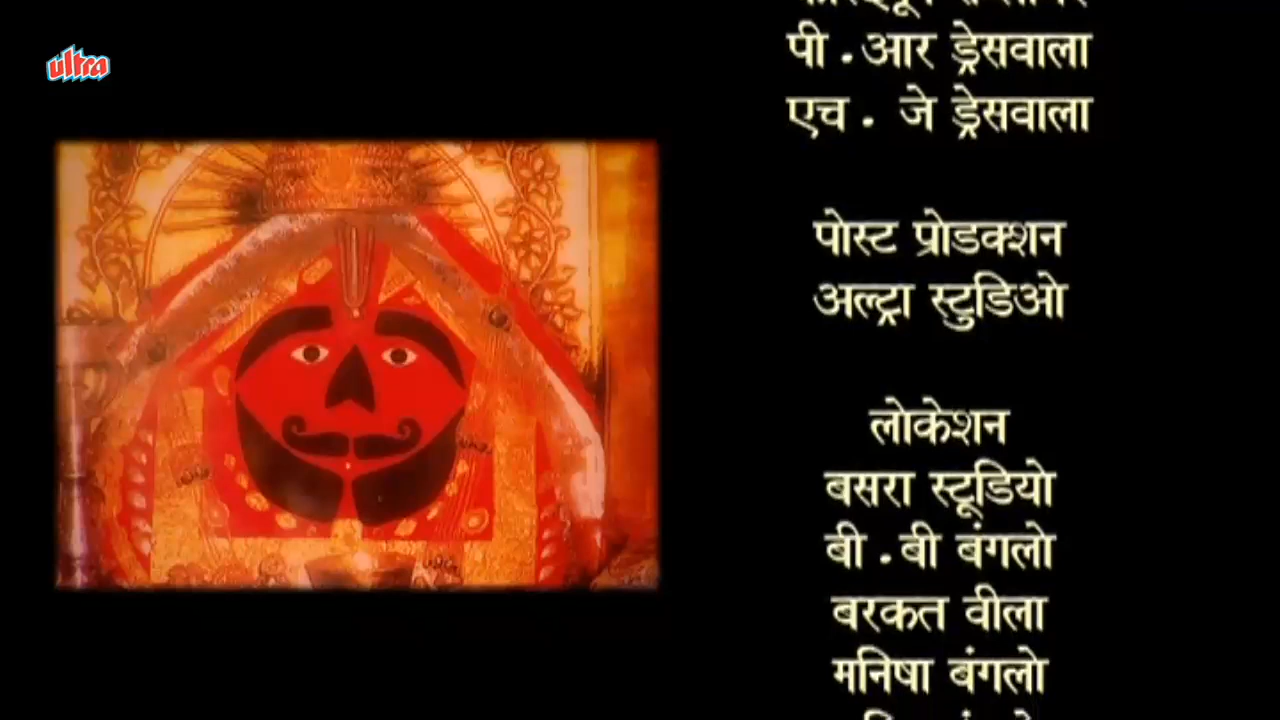 ultra
पी . आर ड्रेसवाला
एच . जे ड्रेसवाला
पोस्ट प्रोडक्शन
अल्ट्रा स्टुडिओ
लोकेशन
बसरा स्टूडियो
बी . बी बंगलो
बरकत वीला
मनिषा बंगलो